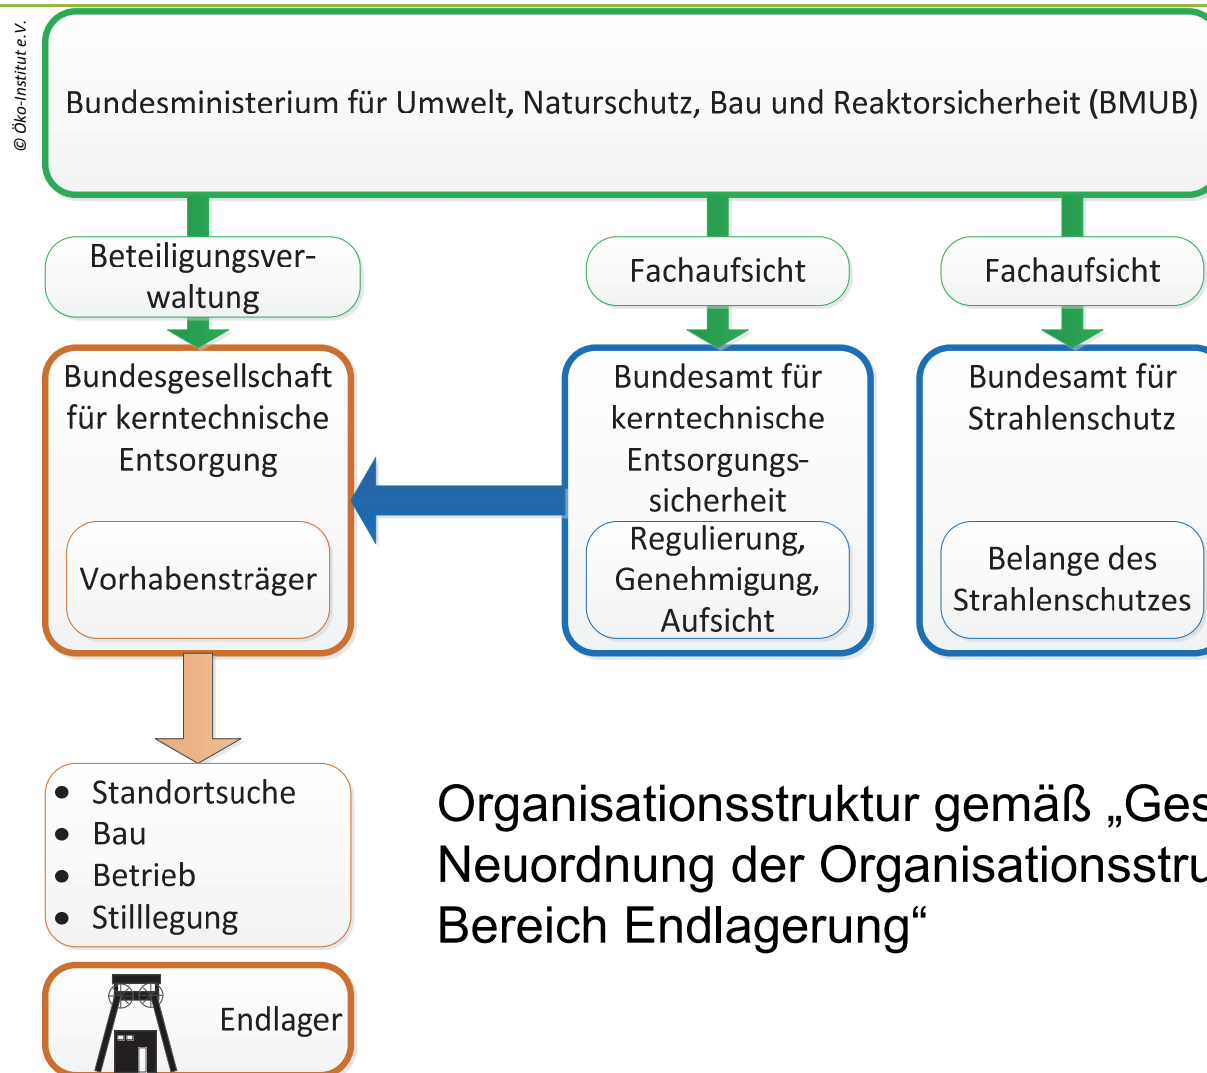 © Öko-Institut e.V.
Bundesministerium für Umwelt, Naturschutz, Bau und Reaktorsicherheit (BMUB)
Beteiligungsver-
waltung
Fachaufsicht
Fachaufsicht
Bundesgesellschaft
für kerntechnische
Entsorgung
Vorhabensträger
Bundesamt für
kerntechnische
Entsorgungs-
sicherheit
Regulierung,
Genehmigung,
Aufsicht
Bundesamt für
Strahlenschutz
Belange des
Strahlenschutzes
• Standortsuche
• Bau
• Betrieb
• Stilllegung
Organisationsstruktur gemäß „Ges
Neuordnung der Organisationsstru
Bereich Endlagerung“
Endlager